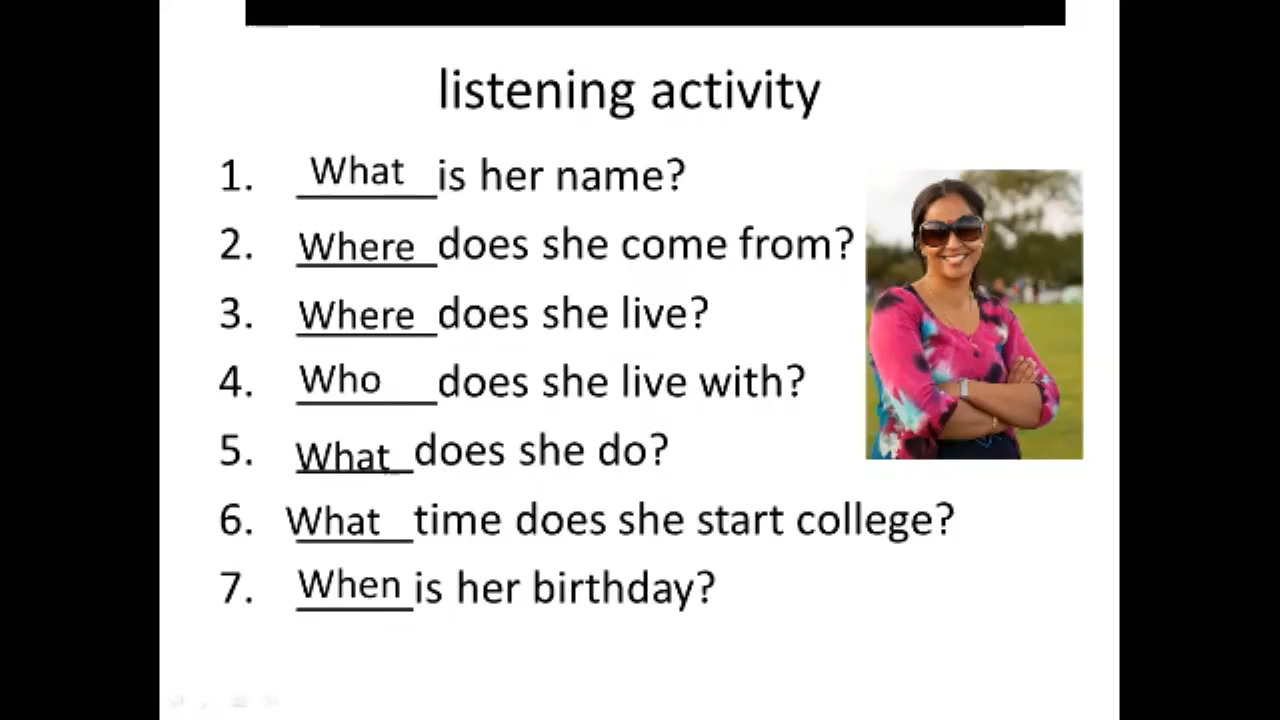 listening activity
1. What is her name?
2. Where does she come from?
3. Where does she live?
4. Who does she live with?
5. What does she do?
6. What time does she start college?
7. When is her birthday?